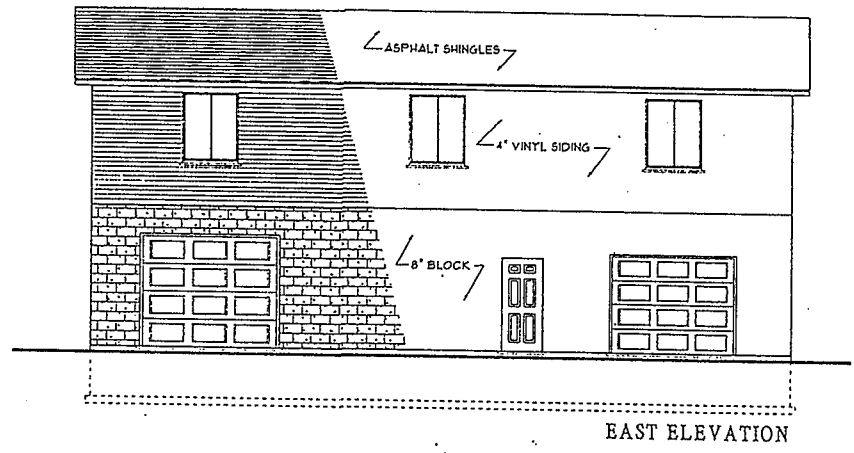 ASPHALT SHINGLES
4" VINYL SIDING
8" BLOCK
EAST ELEVATION